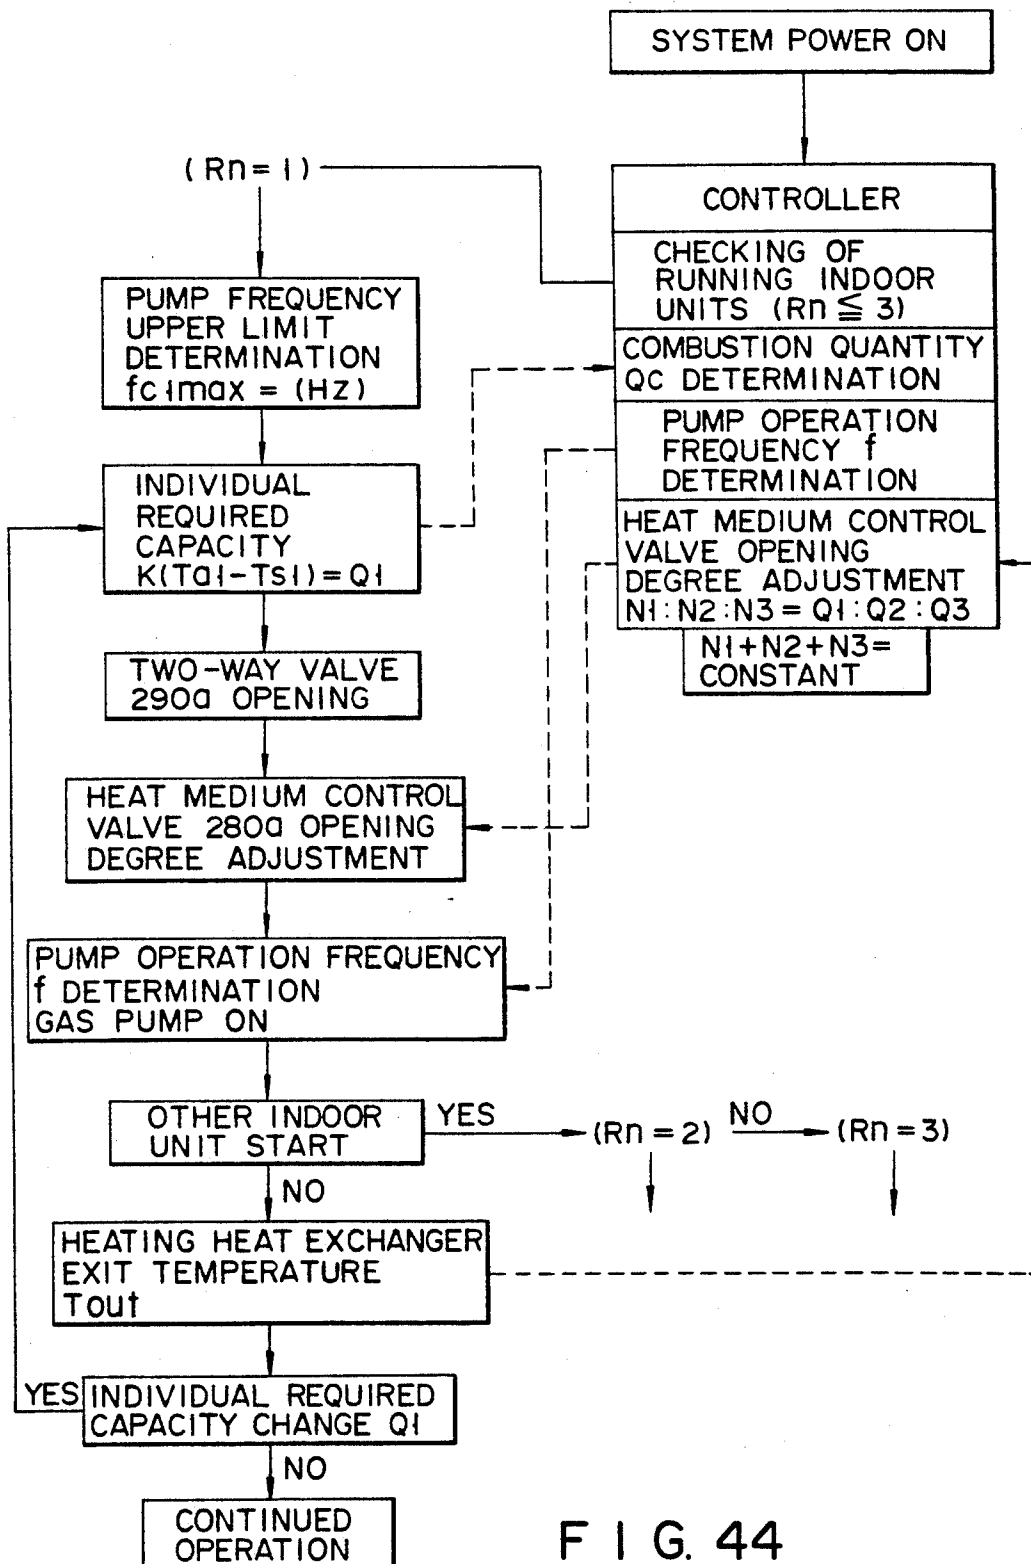 SYSTEM POWER ON
CONTROLLER
CHECKING OF
RUNNING INDOOR
UNITS (Rn ≦ 3)
COMBUSTION QUANTITY
QC DETERMINATION
PUMP OPERATION
FREQUENCY f
DETERMINATION
HEAT MEDIUM CONTROL
VALVE OPENING
DEGREE ADJUSTMENT
N1:N2:N3 = Q1:Q2:Q3
N1+N2+N3=
CONSTANT
(Rn=1)
PUMP FREQUENCY
UPPER LIMIT
DETERMINATION
fc1max = (Hz)
INDIVIDUAL
REQUIRED
CAPACITY
K(Ta1-Ts1)=Q1
TWO-WAY VALVE
290a OPENING
HEAT MEDIUM CONTROL
VALVE 280a OPENING
DEGREE ADJUSTMENT
PUMP OPERATION FREQUENCY
f DETERMINATION
GAS PUMP ON
OTHER INDOOR
UNIT START
YES
(Rn=2)
NO
(Rn=3)
NO
HEATING HEAT EXCHANGER
EXIT TEMPERATURE
Tout
YES
INDIVIDUAL REQUIRED
CAPACITY CHANGE Q1
NO
CONTINUED
OPERATION
FIG. 44